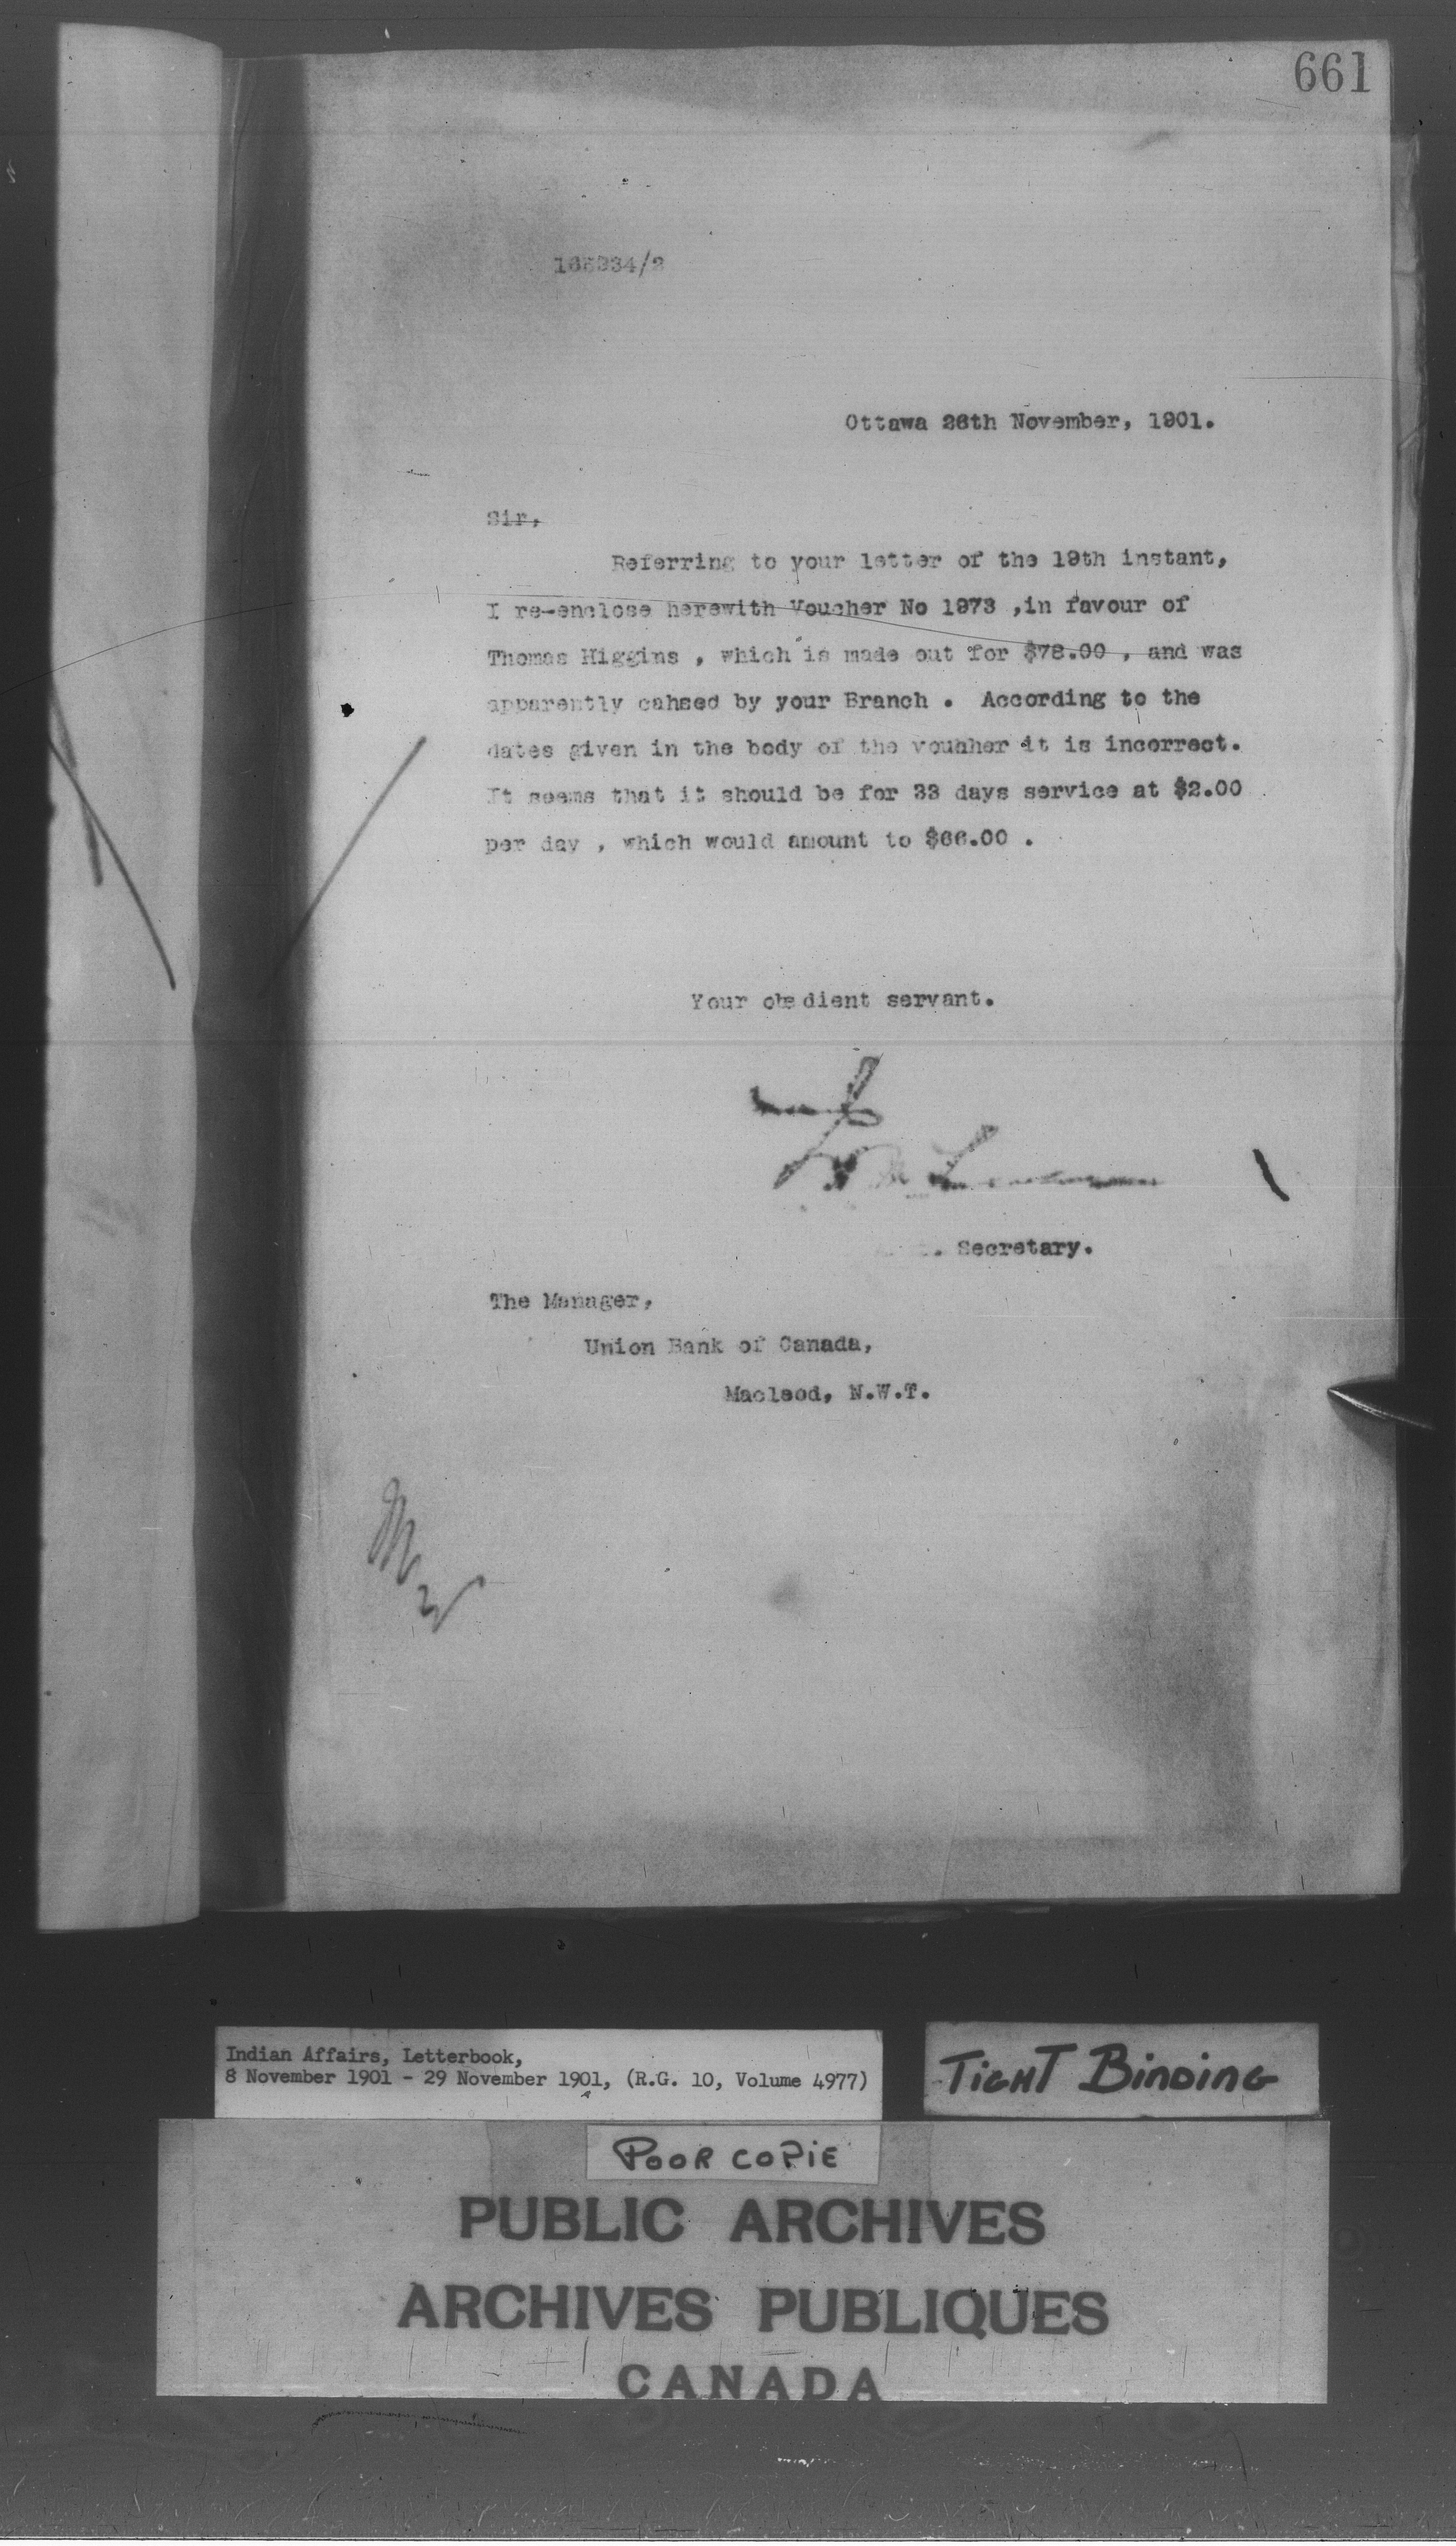 661
Ottawa 26th November, 1901.
Sir,
Referring to your letter of the 19th instant,
I re-enclose herewith Voucher No 1973 ,in favour of
Thomas Higgins , which is made out for $78.00 , and was
apparently cahsed by your Branch . According to the
dates given in the body of the vouhher it is incorrect.
It seems that it should be for 33 days service at $2.00
per day , which would amount to $66.00 .
Your obedient servant.
Secretary.
The Manager,
Union Bank of Canada,
Macleod, N.W.T.
Indian Affairs, Letterbook,
8 November 1901 - 29 November 1901, (R.G. 10, Volume 4977)
TIGHT BINDING
POOR COPIE
PUBLIC ARCHIVES
ARCHIVES PUBLIQUES
CANADA